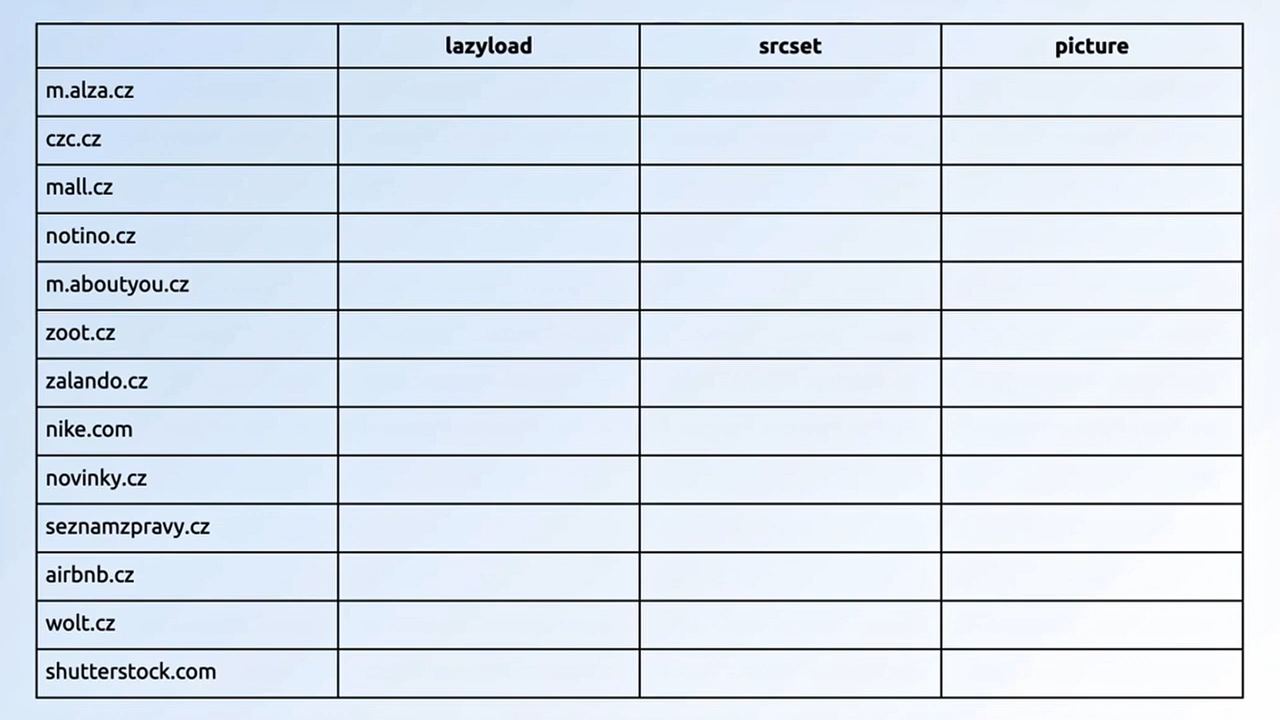 lazyload srcset picture
m.alza.cz
czc.cz
mall.cz
notino.cz
m.aboutyou.cz
zoot.cz
zalando.cz
nike.com
novinky.cz
seznamzpravy.cz
airbnb.cz
wolt.cz
shutterstock.com